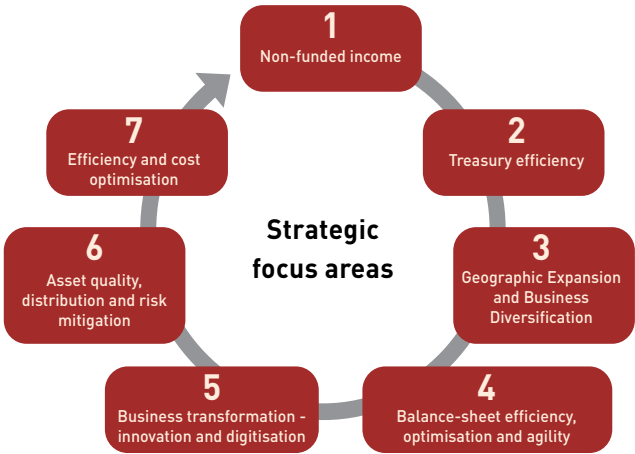 1
Non-funded income
2
Treasury efficiency
3
Geographic Expansion
and Business
Diversification
4
Balance-sheet efficiency,
optimisation and agility
5
Business transformation -
innovation and digitisation
6
Asset quality,
distribution and risk
mitigation
7
Efficiency and cost
optimisation
Strategic
focus areas